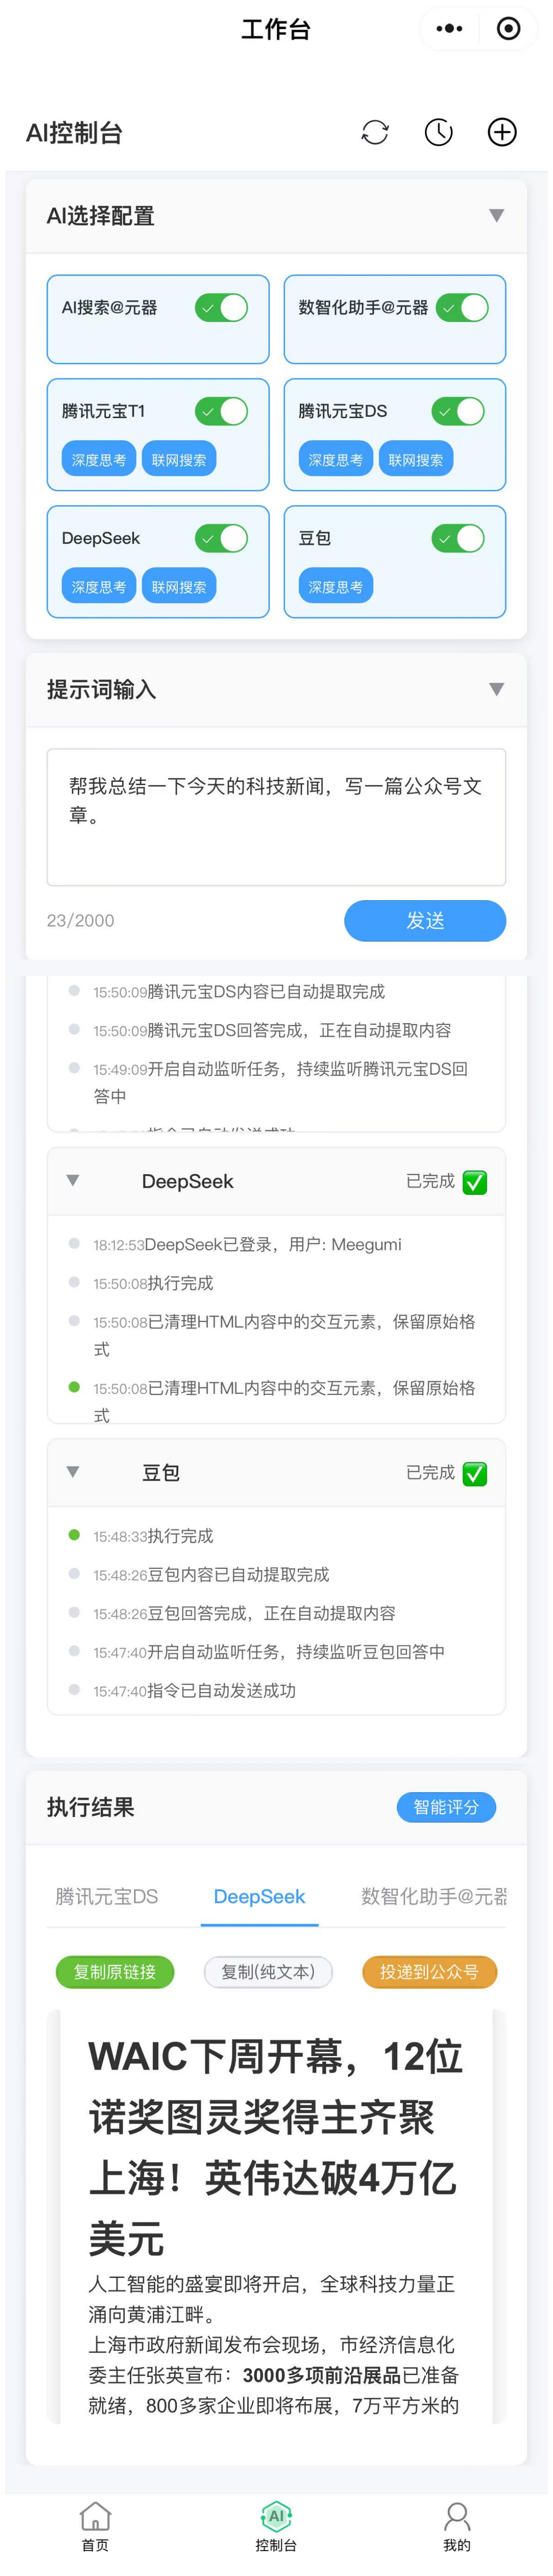 工作台
AI控制台
AI选择配置
AI搜索@元器
数智化助手@元器
腾讯元宝T1
深度思考
联网搜索
腾讯元宝DS
深度思考
联网搜索
DeepSeek
深度思考
联网搜索
豆包
深度思考
提示词输入
帮我总结一下今天的科技新闻，写一篇公众号文
章。
23/2000
发送
15:50:09腾讯元宝DS内容已自动提取完成
15:50:09腾讯元宝DS回答完成，正在自动提取内容
15:49:09开启自动监听任务，持续监听腾讯元宝DS回
答中
DeepSeek
已完成
18:12:53DeepSeek已登录，用户: Meegumi
15:50:08执行完成
15:50:08已清理HTML内容中的交互元素，保留原始格
式
15:50:08已清理HTML内容中的交互元素，保留原始格
式
豆包
已完成
15:48:33执行完成
15:48:26豆包内容已自动提取完成
15:48:26豆包回答完成，正在自动提取内容
15:47:40开启自动监听任务，持续监听豆包回答中
15:47:40指令已自动发送成功
执行结果
智能评分
腾讯元宝DS
DeepSeek
数智化助手@元器
复制原链接
复制(纯文本)
投递到公众号
WAIC下周开幕，12位
诺奖图灵奖得主齐聚
上海！英伟达破4万亿
美元
人工智能的盛宴即将开启，全球科技力量正
涌向黄浦江畔。
上海市政府新闻发布会现场，市经济信息化
委主任张英宣布：3000多项前沿展品已准备
就绪，800多家企业即将布展，7万平方米的
AI
首页
控制台
我的